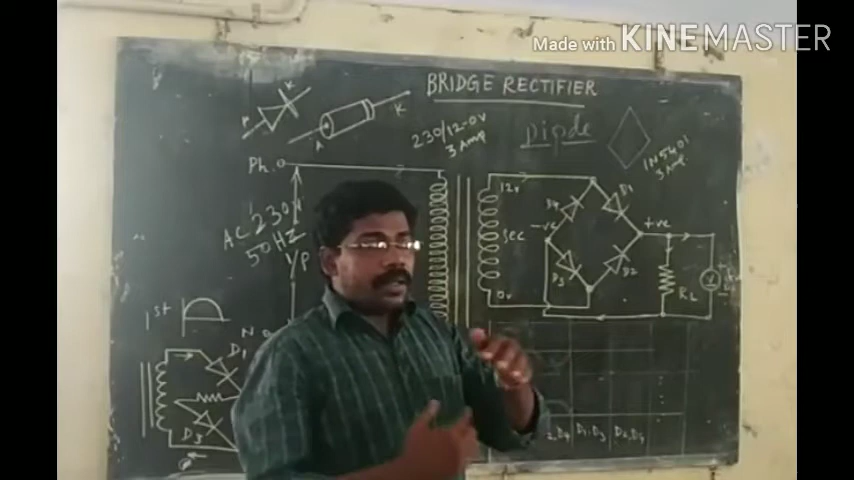 Made with KINEMASTER
BRIDGE RECTIFIER
P K
A K
230/12-0V
3 Amp
Diode
IN5401
3 Amp
Ph.
12v
D4 D1
AC 230V
50HZ
I/P
SEC
-ve +ve
D3 D2
RL
0v
1st
N
D1
D3
D1.D3 D2,D4